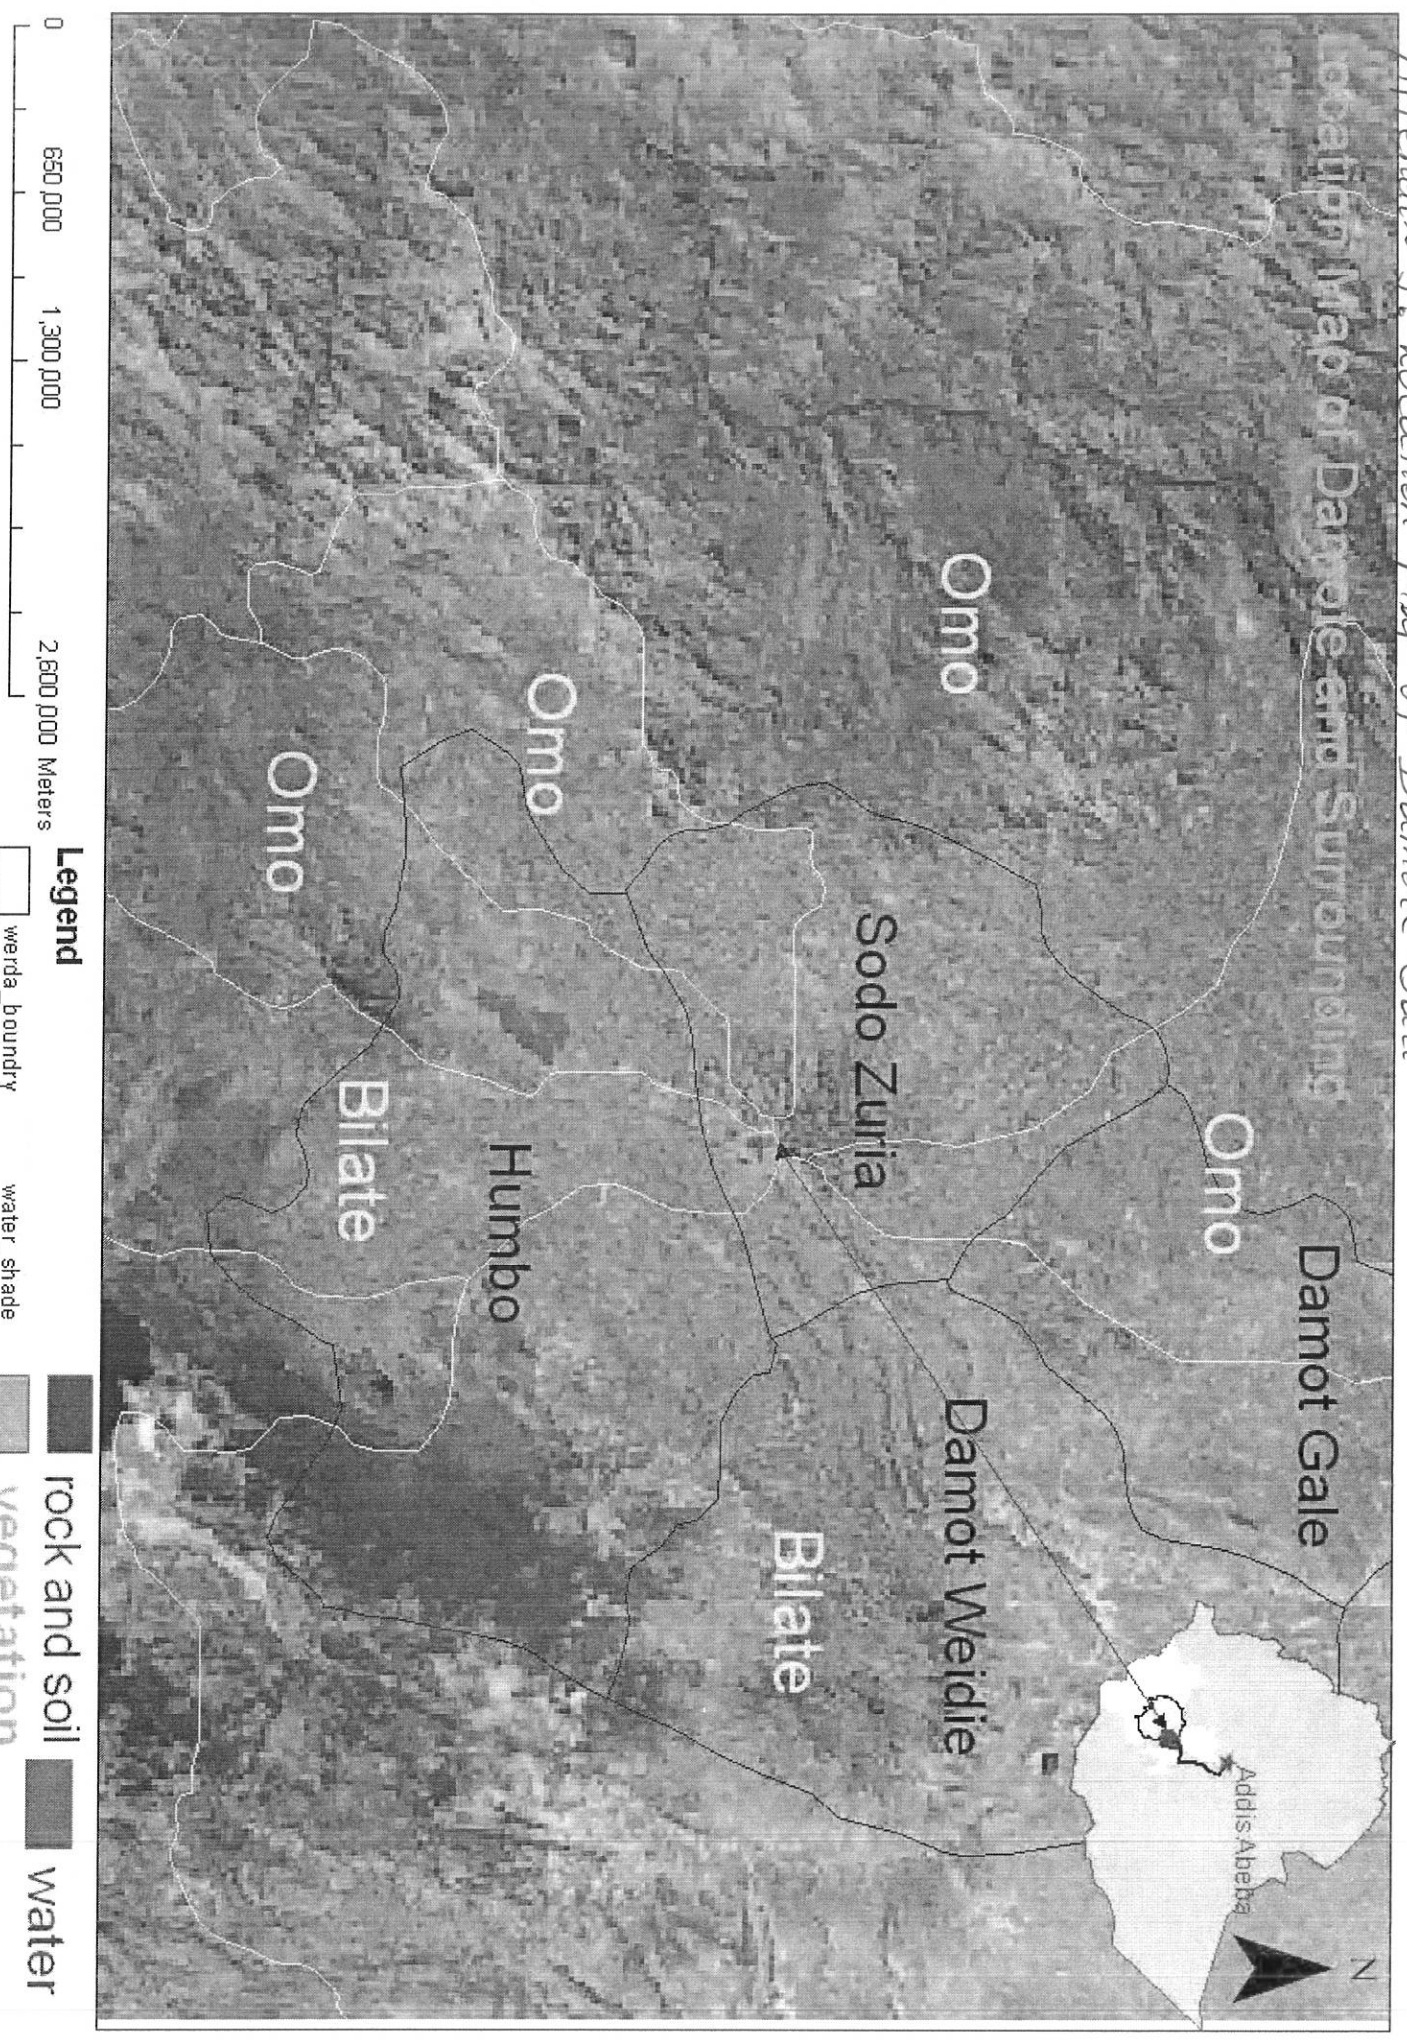 Location Map of Damote and Surrounding
N
Addis Abeba
Omo
Damot Gale
Omo
Sodo Zuria
Damot Weidie
Omo
Bilate
Omo
Bilate
Humbo
0 650,000 1,300,000 2,600,000 Meters
Legend
werda_boundry
water shade
rock and soil
vegetation
water